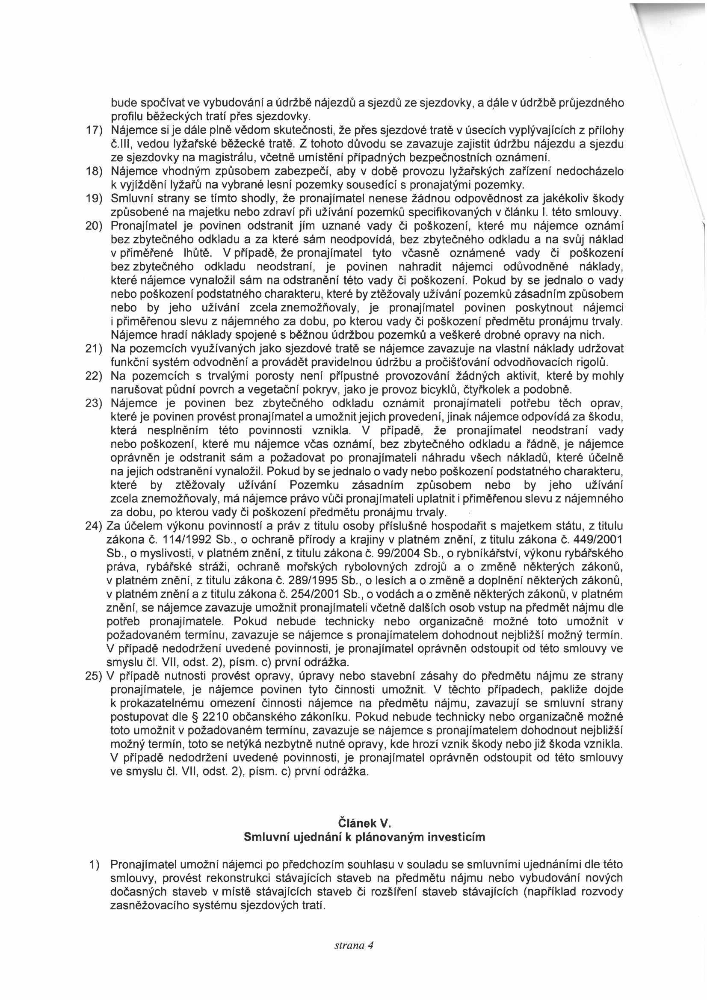 bude spočívat ve vybudování a údržbě nájezdů a sjezdů ze sjezdovky, a dále v údržbě průjezdného
profilu běžeckých tratí přes sjezdovky.
17) Nájemce si je dále plně vědom skutečnosti, že přes sjezdové tratě v úsecích vyplývajících z přílohy
č.III, vedou lyžařské běžecké tratě. Z tohoto důvodu se zavazuje zajistit údržbu nájezdu a sjezdu
ze sjezdovky na magistrálu, včetně umístění případných bezpečnostních oznámení.
18) Nájemce vhodným způsobem zabezpečí, aby v době provozu lyžařských zařízení nedocházelo
k vyjíždění lyžařů na vybrané lesní pozemky sousedící s pronajatými pozemky.
19) Smluvní strany se tímto shodly, že pronajímatel nenese žádnou odpovědnost za jakékoliv škody
způsobené na majetku nebo zdraví při užívání pozemků specifikovaných v článku I. této smlouvy.
20) Pronajímatel je povinen odstranit jím uznané vady či poškození, které mu nájemce oznámí
bez zbytečného odkladu a za které sám neodpovídá, bez zbytečného odkladu a na svůj náklad
v přiměřené lhůtě. V případě, že pronajímatel tyto včasně oznámené vady či poškození
bez zbytečného odkladu neodstraní, je povinen nahradit nájemci odůvodněné náklady,
které nájemce vynaložil sám na odstranění této vady či poškození. Pokud by se jednalo o vady
nebo poškození podstatného charakteru, které by ztěžovaly užívání pozemků zásadním způsobem
nebo by jeho užívání zcela znemožňovaly, je pronajímatel povinen poskytnout nájemci
i přiměřenou slevu z nájemného za dobu, po kterou vady či poškození předmětu pronájmu trvaly.
Nájemce hradí náklady spojené s běžnou údržbou pozemků a veškeré drobné opravy na nich.
21) Na pozemcích využívaných jako sjezdové tratě se nájemce zavazuje na vlastní náklady udržovat
funkční systém odvodnění a provádět pravidelnou údržbu a pročišťování odvodňovacích rigolů.
22) Na pozemcích s trvalými porosty není přípustné provozování žádných aktivit, které by mohly
narušovat půdní povrch a vegetační pokryv, jako je provoz bicyklů, čtyřkolek a podobně.
23) Nájemce je povinen bez zbytečného odkladu oznámit pronajímateli potřebu těch oprav,
které je povinen provést pronajímatel a umožnit jejich provedení, jinak nájemce odpovídá za škodu,
která nesplněním této povinnosti vznikla. V případě, že pronajímatel neodstraní vady
nebo poškození, které mu nájemce včas oznámí, bez zbytečného odkladu a řádně, je nájemce
oprávněn je odstranit sám a požadovat po pronajímateli náhradu všech nákladů, které účelně
na jejich odstranění vynaložil. Pokud by se jednalo o vady nebo poškození podstatného charakteru,
které by ztěžovaly užívání Pozemku zásadním způsobem nebo by jeho užívání
zcela znemožňovaly, má nájemce právo vůči pronajímateli uplatnit i přiměřenou slevu z nájemného
za dobu, po kterou vady či poškození předmětu pronájmu trvaly.
24) Za účelem výkonu povinností a práv z titulu osoby příslušné hospodařit s majetkem státu, z titulu
zákona č. 114/1992 Sb., o ochraně přírody a krajiny v platném znění, z titulu zákona č. 449/2001
Sb., o myslivosti, v platném znění, z titulu zákona č. 99/2004 Sb., o rybníkářství, výkonu rybářského
práva, rybářské stráži, ochraně mořských rybolovných zdrojů a o změně některých zákonů,
v platném znění, z titulu zákona č. 289/1995 Sb., o lesích a o změně a doplnění některých zákonů,
v platném znění a z titulu zákona č. 254/2001 Sb., o vodách a o změně některých zákonů, v platném
znění, se nájemce zavazuje umožnit pronajímateli včetně dalších osob vstup na předmět nájmu dle
potřeb pronajímatele. Pokud nebude technicky nebo organizačně možné toto umožnit v
požadovaném termínu, zavazuje se nájemce s pronajímatelem dohodnout nejbližší možný termín.
V případě nedodržení uvedené povinnosti, je pronajímatel oprávněn odstoupit od této smlouvy ve
smyslu čl. VII, odst. 2), písm. c) první odrážka.
25) V případě nutnosti provést opravy, úpravy nebo stavební zásahy do předmětu nájmu ze strany
pronajímatele, je nájemce povinen tyto činnosti umožnit. V těchto případech, pakliže dojde
k prokazatelnému omezení činnosti nájemce na předmětu nájmu, zavazují se smluvní strany
postupovat dle § 2210 občanského zákoníku. Pokud nebude technicky nebo organizačně možné
toto umožnit v požadovaném termínu, zavazuje se nájemce s pronajímatelem dohodnout nejbližší
možný termín, toto se netýká nezbytně nutné opravy, kde hrozí vznik škody nebo již škoda vznikla.
V případě nedodržení uvedené povinnosti, je pronajímatel oprávněn odstoupit od této smlouvy
ve smyslu čl. VII, odst. 2), písm. c) první odrážka.
Článek V.
Smluvní ujednání k plánovaným investicím
1) Pronajímatel umožní nájemci po předchozím souhlasu v souladu se smluvními ujednáními dle této
smlouvy, provést rekonstrukci stávajících staveb na předmětu nájmu nebo vybudování nových
dočasných staveb v místě stávajících staveb či rozšíření staveb stávajících (například rozvody
zasněžovacího systému sjezdových tratí.
strana 4